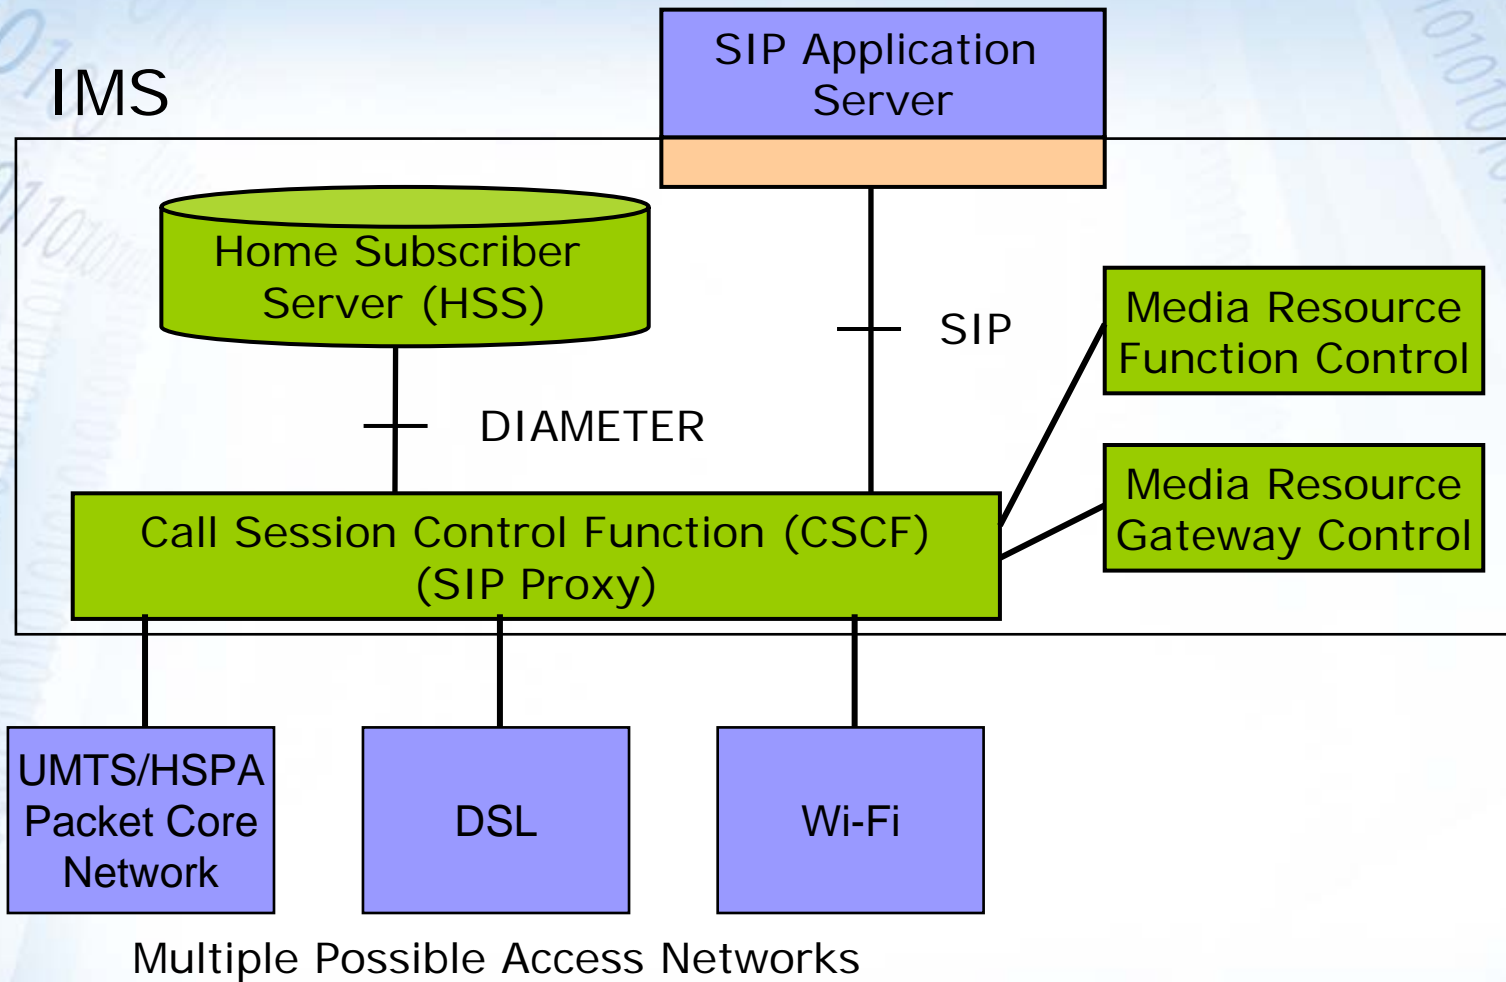 IMS
SIP Application
Server
Home Subscriber
Server (HSS)
SIP
DIAMETER
Media Resource
Function Control
Media Resource
Gateway Control
Call Session Control Function (CSCF)
(SIP Proxy)
UMTS/HSPA
Packet Core
Network
DSL
Wi-Fi
Multiple Possible Access Networks